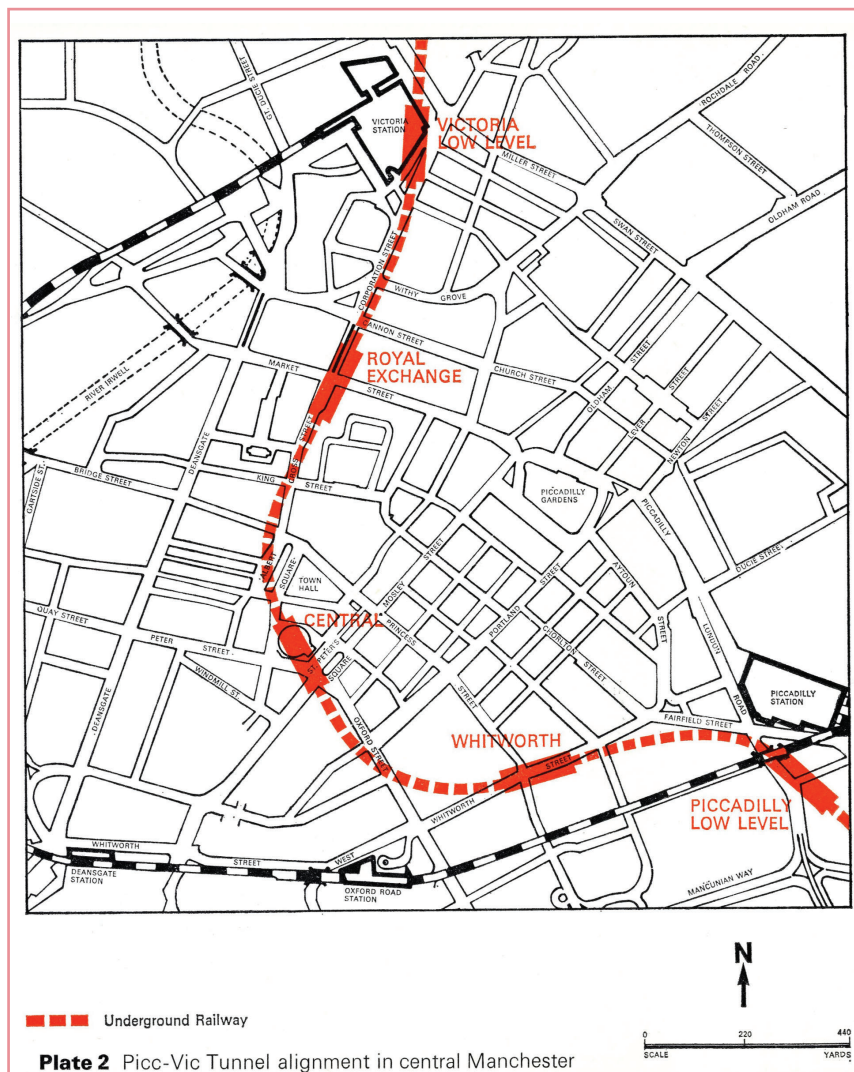 GT. DUCIE STREET
VICTORIA
STATION
VICTORIA
LOW LEVEL
ROCHDALE ROAD
THOMPSON STREET
MILLER STREET
OLDHAM ROAD
SWAN STREET
CORPORATION STREET
WITHY GROVE
CANNON STREET
ROYAL
EXCHANGE
MARKET STREET
CHURCH STREET
RIVER IRWELL
OLDHAM STREET
LEVER STREET
NEWTON STREET
DEANSGATE
CROSS STREET
GARTSIDE ST.
BRIDGE STREET
KING STREET
PICCADILLY
GARDENS
PICCADILLY
DUCIE STREET
ALBERT SQUARE
TOWN
HALL
MOSLEY STREET
PORTLAND STREET
AYTOUN STREET
CENTRAL
QUAY STREET
PETER STREET
PRINCESS STREET
CHORLTON STREET
LONDON ROAD
WINDMILL ST.
ST. PETER'S
SQUARE
DEANSGATE
OXFORD STREET
PICCADILLY
STATION
FAIRFIELD STREET
WHITWORTH
WHITWORTH STREET
PICCADILLY
LOW LEVEL
WHITWORTH STREET WEST
DEANSGATE
STATION
OXFORD ROAD
STATION
MANCUNIAN WAY
N
Underground Railway
0 220 440
SCALE YARDS
Plate 2 Picc-Vic Tunnel alignment in central Manchester